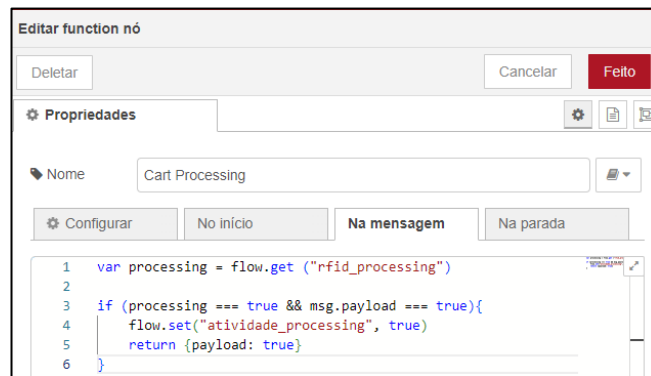 Editar function nó
Deletar Cancelar Feito
Propriedades
Nome Cart Processing
Configurar No início Na mensagem Na parada
1 var processing = flow.get ("rfid_processing")
2
3 if (processing === true && msg.payload === true){
4 flow.set("atividade_processing", true)
5 return {payload: true}
6 }